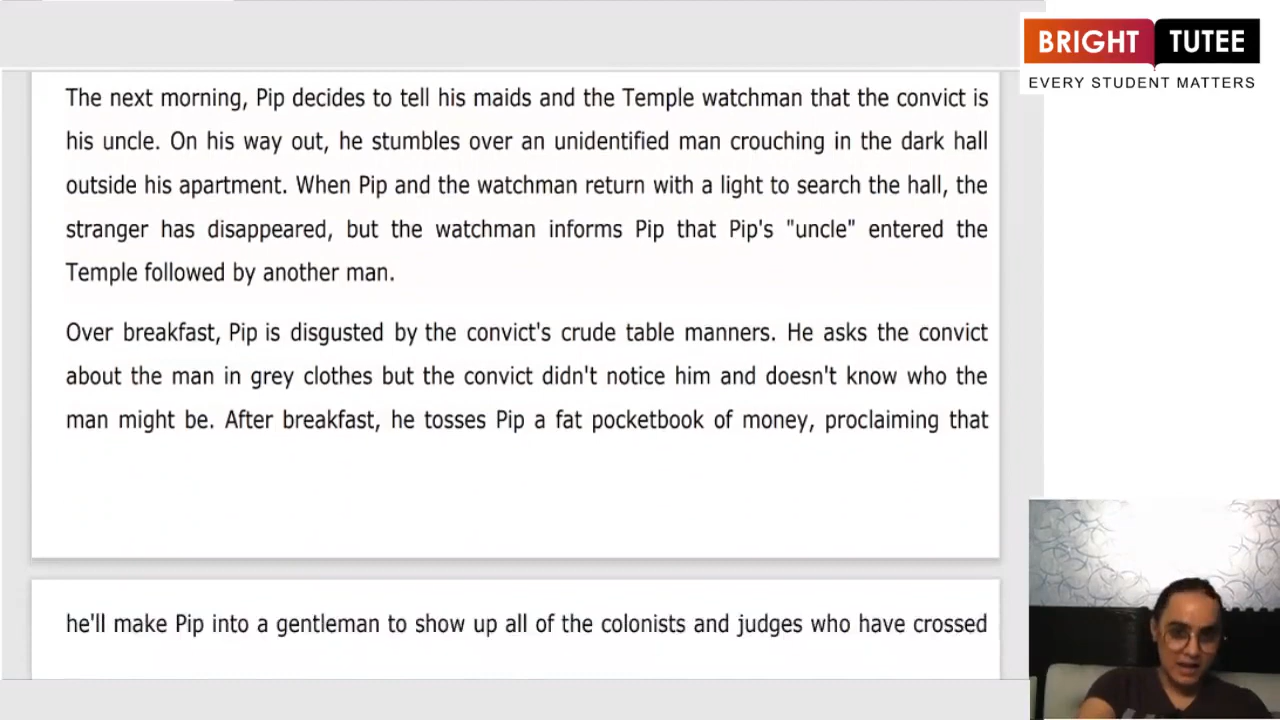 BRIGHT TUTEE
EVERY STUDENT MATTERS
The next morning, Pip decides to tell his maids and the Temple watchman that the convict is
his uncle. On his way out, he stumbles over an unidentified man crouching in the dark hall
outside his apartment. When Pip and the watchman return with a light to search the hall, the
stranger has disappeared, but the watchman informs Pip that Pip's "uncle" entered the
Temple followed by another man.
Over breakfast, Pip is disgusted by the convict's crude table manners. He asks the convict
about the man in grey clothes but the convict didn't notice him and doesn't know who the
man might be. After breakfast, he tosses Pip a fat pocketbook of money, proclaiming that
he'll make Pip into a gentleman to show up all of the colonists and judges who have crossed